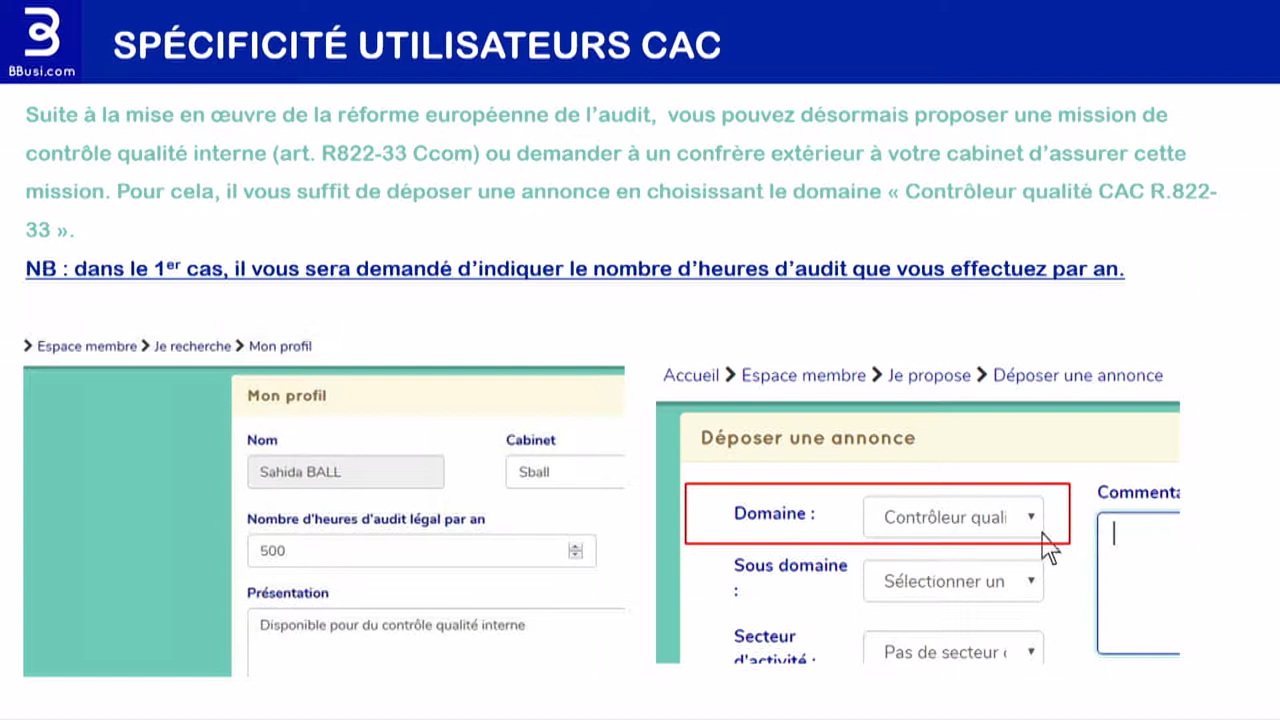 BBusi.com
SPÉCIFICITÉ UTILISATEURS CAC
Suite à la mise en œuvre de la réforme européenne de l'audit, vous pouvez désormais proposer une mission de
contrôle qualité interne (art. R822-33 Ccom) ou demander à un confrère extérieur à votre cabinet d'assurer cette
mission. Pour cela, il vous suffit de déposer une annonce en choisissant le domaine « Contrôleur qualité CAC R.822-
33 ».
NB : dans le 1er cas, il vous sera demandé d'indiquer le nombre d'heures d'audit que vous effectuez par an.
Espace membre Je recherche Mon profil
Mon profil
Nom Cabinet
Sahida BALL Sball
Nombre d'heures d'audit légal par an
500
Présentation
Disponible pour du contrôle qualité interne
Accueil Espace membre Je propose Déposer une annonce
Déposer une annonce
Domaine : Contrôleur quali
Commenta
Sous domaine
: Sélectionner un
Secteur
d'activité : Pas de secteur